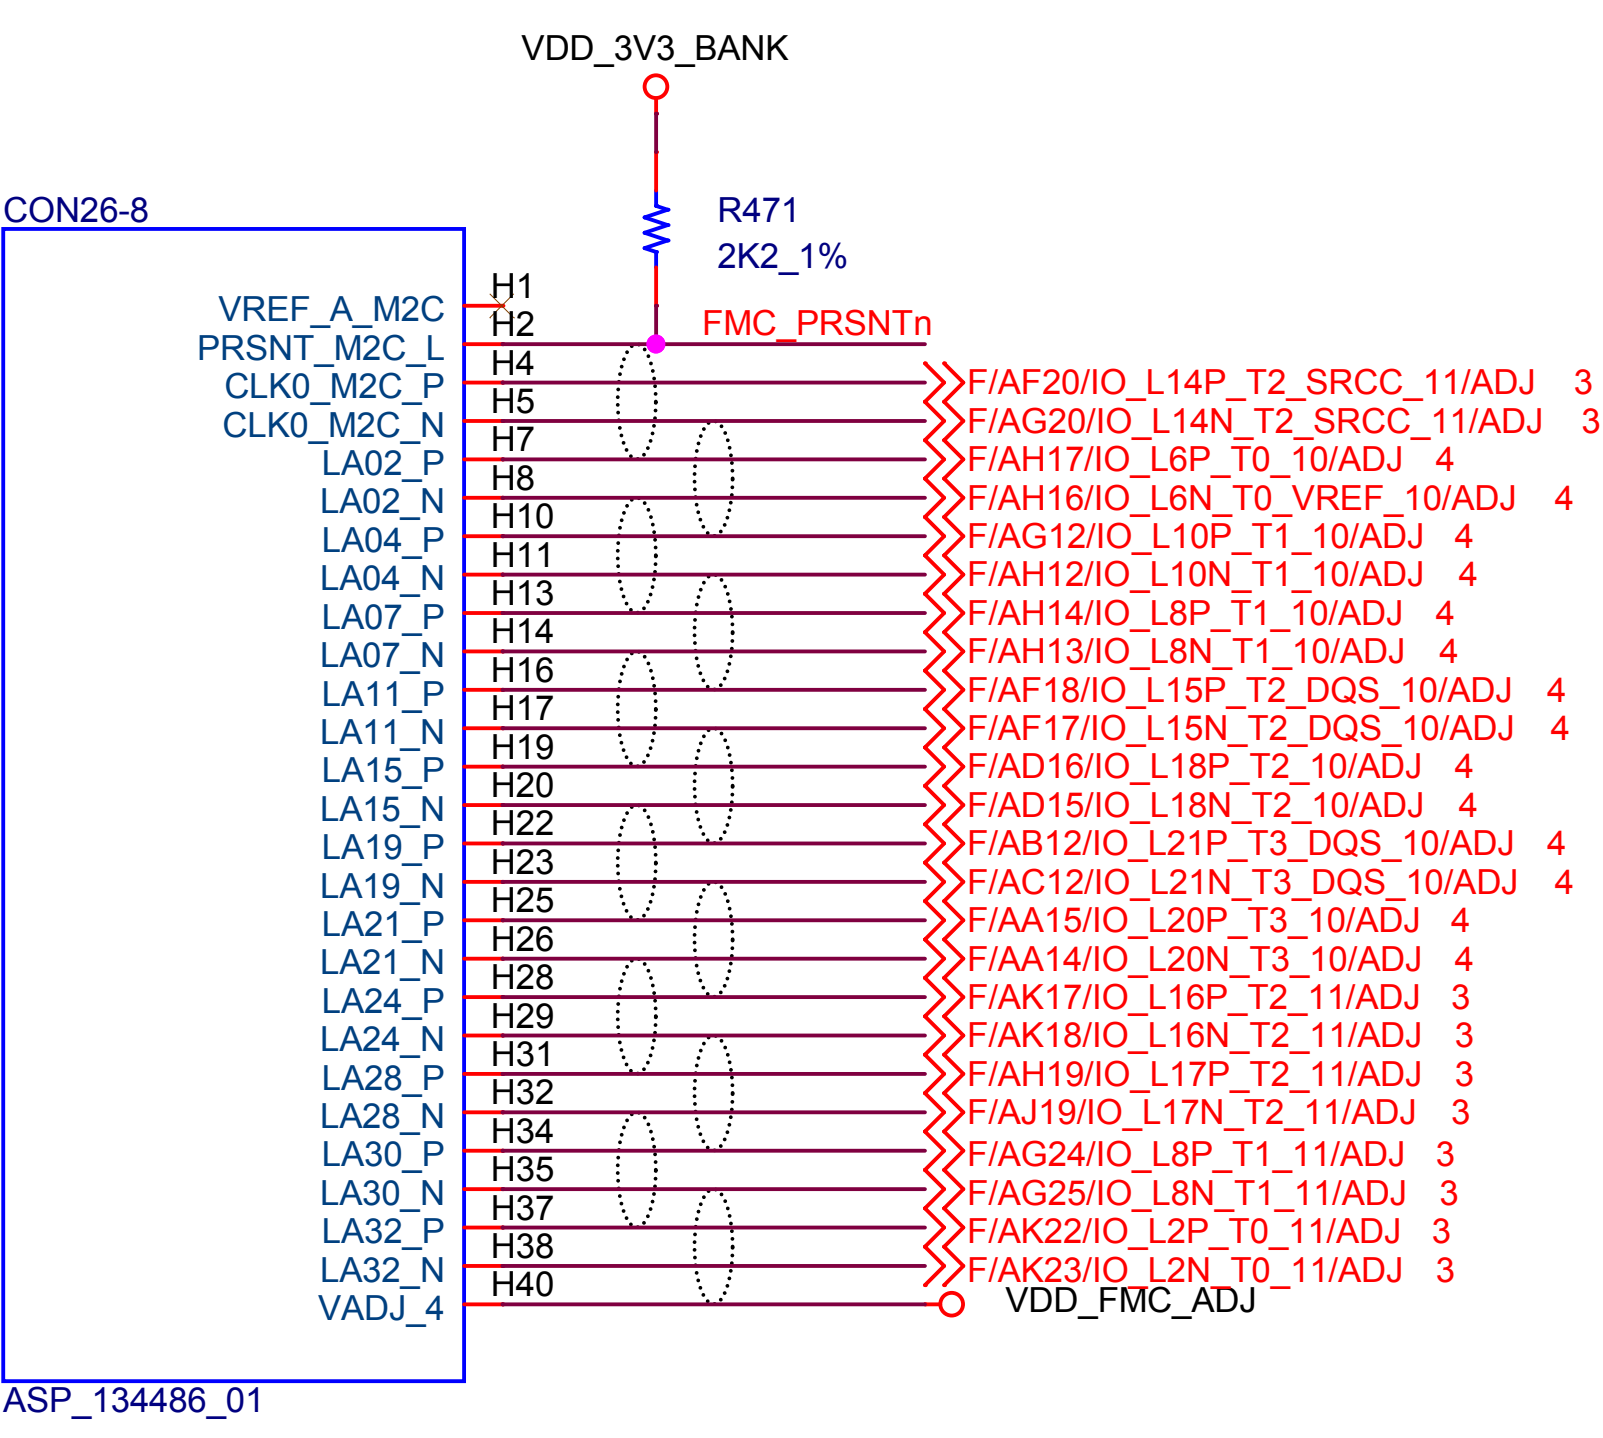 VDD_3V3_BANK
CON26-8
R471
2K2_1%
VREF_A_M2C H1
PRSNT_M2C_L H2 FMC_PRSNTn
CLK0_M2C_P H4 F/AF20/IO_L14P_T2_SRCC_11/ADJ 3
CLK0_M2C_N H5 F/AG20/IO_L14N_T2_SRCC_11/ADJ 3
LA02_P H7 F/AH17/IO_L6P_T0_10/ADJ 4
LA02_N H8 F/AH16/IO_L6N_T0_VREF_10/ADJ 4
LA04_P H10 F/AG12/IO_L10P_T1_10/ADJ 4
LA04_N H11 F/AH12/IO_L10N_T1_10/ADJ 4
LA07_P H13 F/AH14/IO_L8P_T1_10/ADJ 4
LA07_N H14 F/AH13/IO_L8N_T1_10/ADJ 4
LA11_P H16 F/AF18/IO_L15P_T2_DQS_10/ADJ 4
LA11_N H17 F/AF17/IO_L15N_T2_DQS_10/ADJ 4
LA15_P H19 F/AD16/IO_L18P_T2_10/ADJ 4
LA15_N H20 F/AD15/IO_L18N_T2_10/ADJ 4
LA19_P H22 F/AB12/IO_L21P_T3_DQS_10/ADJ 4
LA19_N H23 F/AC12/IO_L21N_T3_DQS_10/ADJ 4
LA21_P H25 F/AA15/IO_L20P_T3_10/ADJ 4
LA21_N H26 F/AA14/IO_L20N_T3_10/ADJ 4
LA24_P H28 F/AK17/IO_L16P_T2_11/ADJ 3
LA24_N H29 F/AK18/IO_L16N_T2_11/ADJ 3
LA28_P H31 F/AH19/IO_L17P_T2_11/ADJ 3
LA28_N H32 F/AJ19/IO_L17N_T2_11/ADJ 3
LA30_P H34 F/AG24/IO_L8P_T1_11/ADJ 3
LA30_N H35 F/AG25/IO_L8N_T1_11/ADJ 3
LA32_P H37 F/AK22/IO_L2P_T0_11/ADJ 3
LA32_N H38 F/AK23/IO_L2N_T0_11/ADJ 3
VADJ_4 H40 VDD_FMC_ADJ
ASP_134486_01